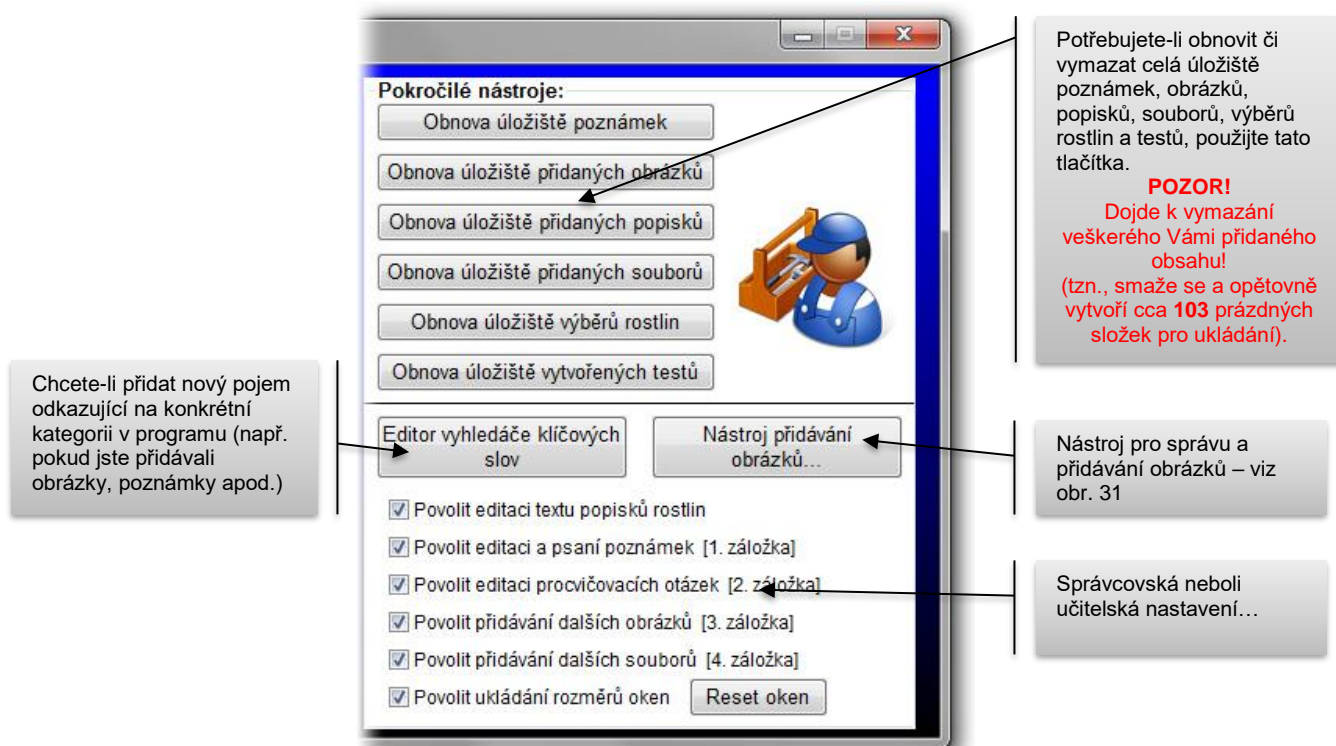 Pokročilé nástroje:
Obnova úložiště poznámek
Obnova úložiště přidaných obrázků
Obnova úložiště přidaných popisků
Obnova úložiště přidaných souborů
Obnova úložiště výběrů rostlin
Obnova úložiště vytvořených testů
Editor vyhledáče klíčových
slov
Nástroj přidávání
obrázků...
Povolit editaci textu popisků rostlin
Povolit editaci a psaní poznámek [1. záložka]
Povolit editaci procvičovacích otázek [2. záložka]
Povolit přidávání dalších obrázků [3. záložka]
Povolit přidávání dalších souborů [4. záložka]
Povolit ukládání rozměrů oken
Reset oken
Chcete-li přidat nový pojem
odkazující na konkrétní
kategorii v programu (např.
pokud jste přidávali
obrázky, poznámky apod.)
Potřebujete-li obnovit či
vymazat celá úložiště
poznámek, obrázků,
popisků, souborů, výběrů
rostlin a testů, použijte tato
tlačítka.
POZOR!
Dojde k vymazání
veškerého Vámi přidaného
obsahu!
(tzn., smaže se a opětovně
vytvoří cca 103 prázdných
složek pro ukládání).
Nástroj pro správu a
přidávání obrázků – viz
obr. 31
Správcovská neboli
učitelská nastavení…